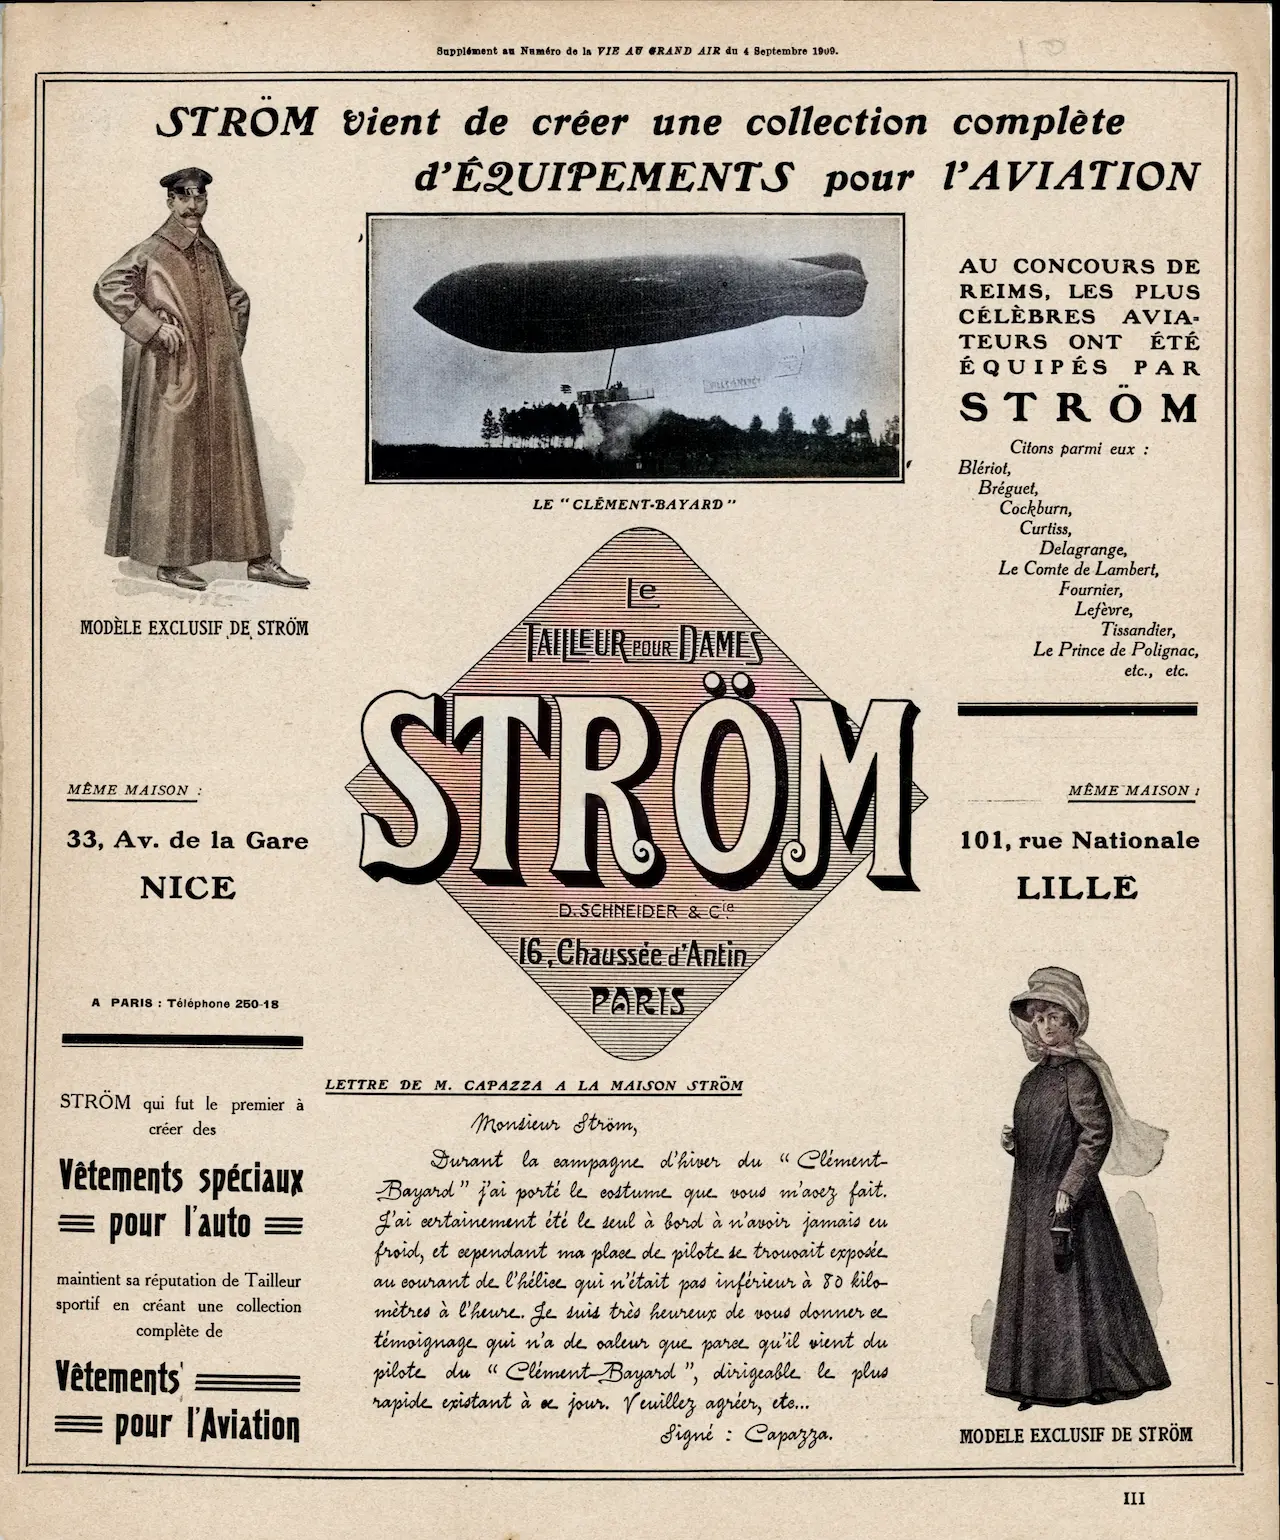 Supplément au Numéro de la VIE AU GRAND AIR du 4 Septembre 1909.
STRÖM vient de créer une collection complète
d'ÉQUIPEMENTS pour l'AVIATION
MODÈLE EXCLUSIF DE STRÖM
LE "CLÉMENT-BAYARD"
AU CONCOURS DE
REIMS, LES PLUS
CÉLÈBRES AVIA-
TEURS ONT ÉTÉ
ÉQUIPÉS PAR
STRÖM
Citons parmi eux :
Blériot,
Bréguet,
Cockburn,
Curtiss,
Delagrange,
Le Comte de Lambert,
Fournier,
Lefèvre,
Tissandier,
Le Prince de Polignac,
etc., etc.
Le
TAILLEUR POUR DAMES
STRÖM
D. SCHNEIDER & Cie
16, Chaussée d'Antin
PARIS
MÊME MAISON :
33, Av. de la Gare
NICE
A PARIS : Téléphone 250-18
MÊME MAISON :
101, rue Nationale
LILLE
STRÖM qui fut le premier à
créer des
Vêtements spéciaux
pour l'auto
maintient sa réputation de Tailleur
sportif en créant une collection
complète de
Vêtements
pour l'Aviation
LETTRE DE M. CAPAZZA A LA MAISON STRÖM
Monsieur Ström,
Durant la campagne d'hiver du "Clément-
Bayard" j'ai porté le costume que vous m'avez fait.
J'ai certainement été le seul à bord à n'avoir jamais eu
froid, et cependant ma place de pilote se trouvait exposée
au courant de l'hélice qui n'était pas inférieur à 80 kilo-
mètres à l'heure. Je suis très heureux de vous donner ce
témoignage qui n'a de valeur que parce qu'il vient du
pilote du "Clément-Bayard", dirigeable le plus
rapide existant à ce jour. Veuillez agréer, etc...
Signé : Capazza.
MODELE EXCLUSIF DE STRÖM
III